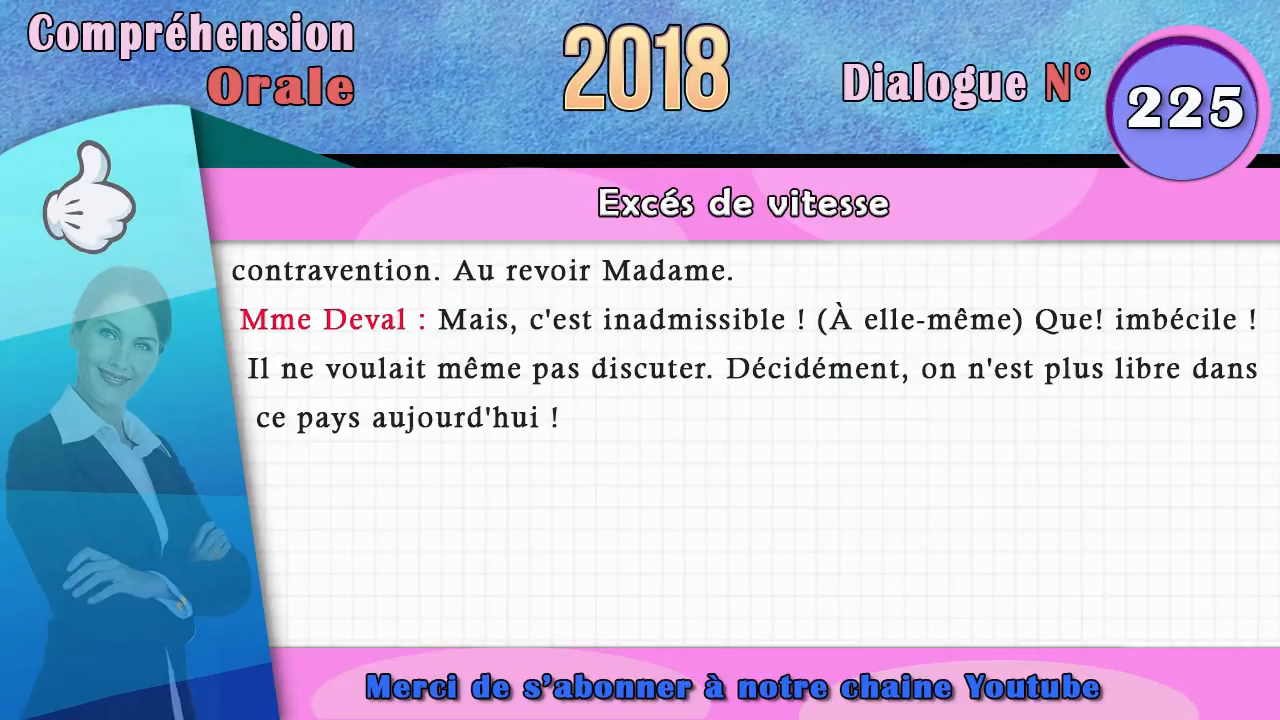 Compréhension
Orale
2018
Dialogue N°
225
Excés de vitesse
contravention. Au revoir Madame.
Mme Deval : Mais, c'est inadmissible ! (À elle-même) Que! imbécile !
Il ne voulait même pas discuter. Décidément, on n'est plus libre dans
ce pays aujourd'hui !
Merci de s’abonner à notre chaine Youtube